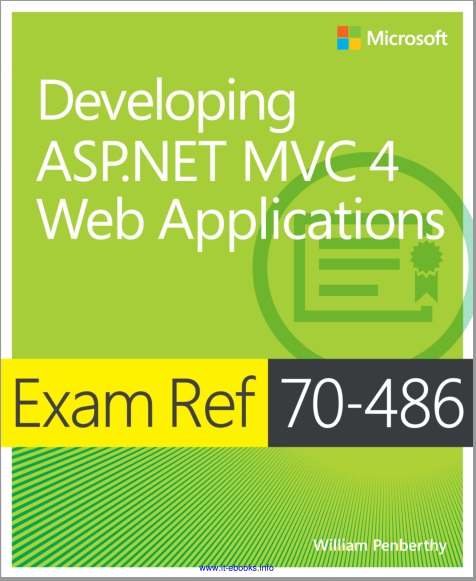 Microsoft
Developing
ASP.NET MVC 4
Web Applications
Exam Ref 70-486
William Penberthy
www.it-ebooks.info